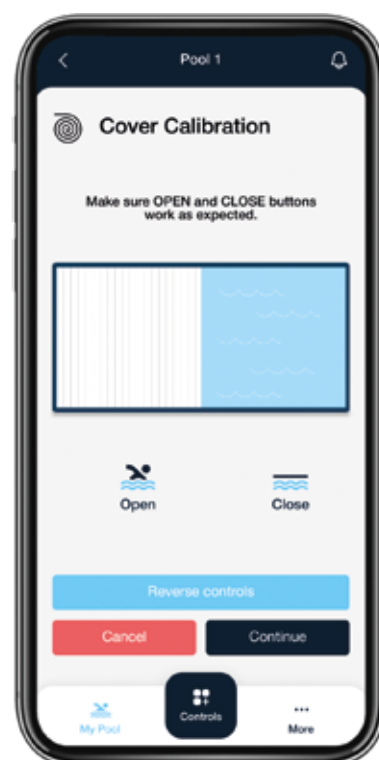 Pool 1
Cover Calibration
Make sure OPEN and CLOSE buttons
work as expected.
Open
Close
Reverse controls
Cancel
Continue
My Pool
Controls
More